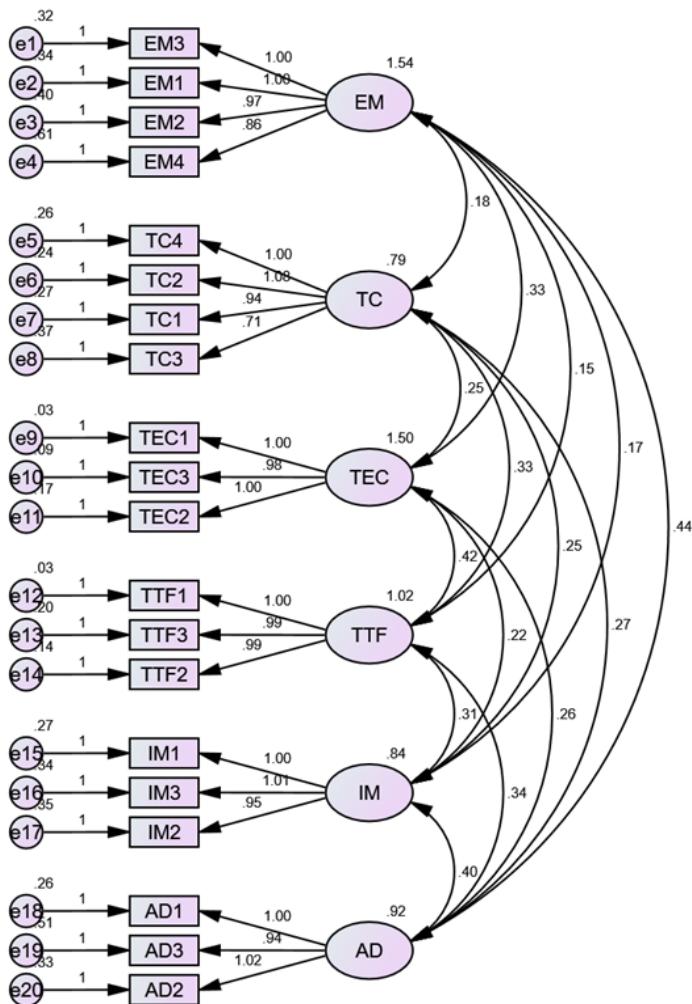 .32
e1 1 EM3 1.00 1.54
.34
e2 1 EM1 1.00 EM
.40
e3 1 EM2 .97
.61
e4 1 EM4 .86
.18
.26
e5 1 TC4 1.00 .79
.24
e6 1 TC2 1.08 TC
.27
e7 1 TC1 .94
.33
.37
e8 1 TC3 .71
.15
.25
.03
e9 1 TEC1 1.00 1.50
.09
e10 1 TEC3 .98 TEC .33 .17
.17
e11 1 TEC2 1.00
.44
.25
.42
.03
e12 1 TTF1 1.00 1.02
.20
e13 1 TTF3 .99 TTF .22 .27
.14
e14 1 TTF2 .99
.31 .26
.27
e15 1 IM1 1.00 .84
.34
e16 1 IM3 1.01 IM .34
.35
e17 1 IM2 .95
.40
.26
e18 1 AD1 1.00 .92
.51
e19 1 AD3 .94 AD
.33
e20 1 AD2 1.02